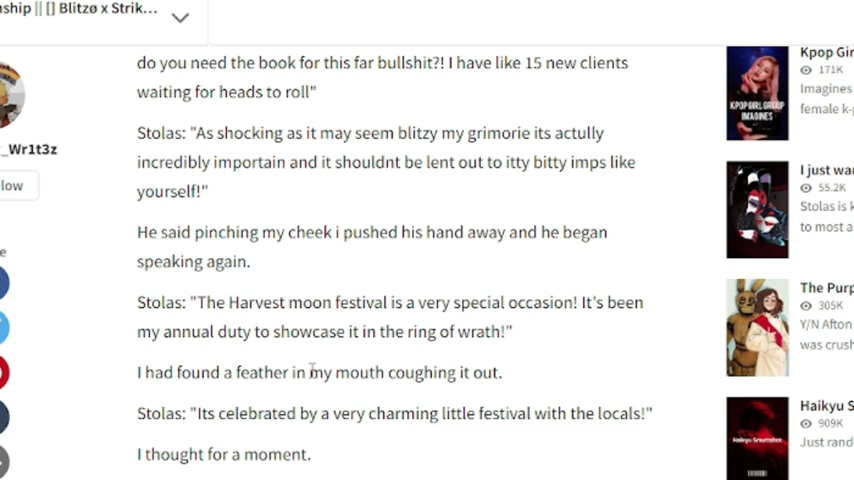 ship || [] Blitzø x Strik...
do you need the book for this far bullshit?! I have like 15 new clients
waiting for heads to roll"
Stolas: "As shocking as it may seem blitzy my grimorie its actully
incredibly importain and it shouldnt be lent out to itty bitty imps like
yourself!"
He said pinching my cheek i pushed his hand away and he began
speaking again.
Stolas: "The Harvest moon festival is a very special occasion! It's been
my annual duty to showcase it in the ring of wrath!"
I had found a feather in my mouth coughing it out.
Stolas: "Its celebrated by a very charming little festival with the locals!"
I thought for a moment.
_Wr1t3z
low
e
Kpop Gir
171K
Imagines
female k-p
KPOP GIRL GROUP
IMAGINES
I just wa
55.2K
Stolas is k
to most a
The Purp
305K
Y/N Afton
was crush
Haikyu S
909K
Just rand
Haikyuu Smuttshot